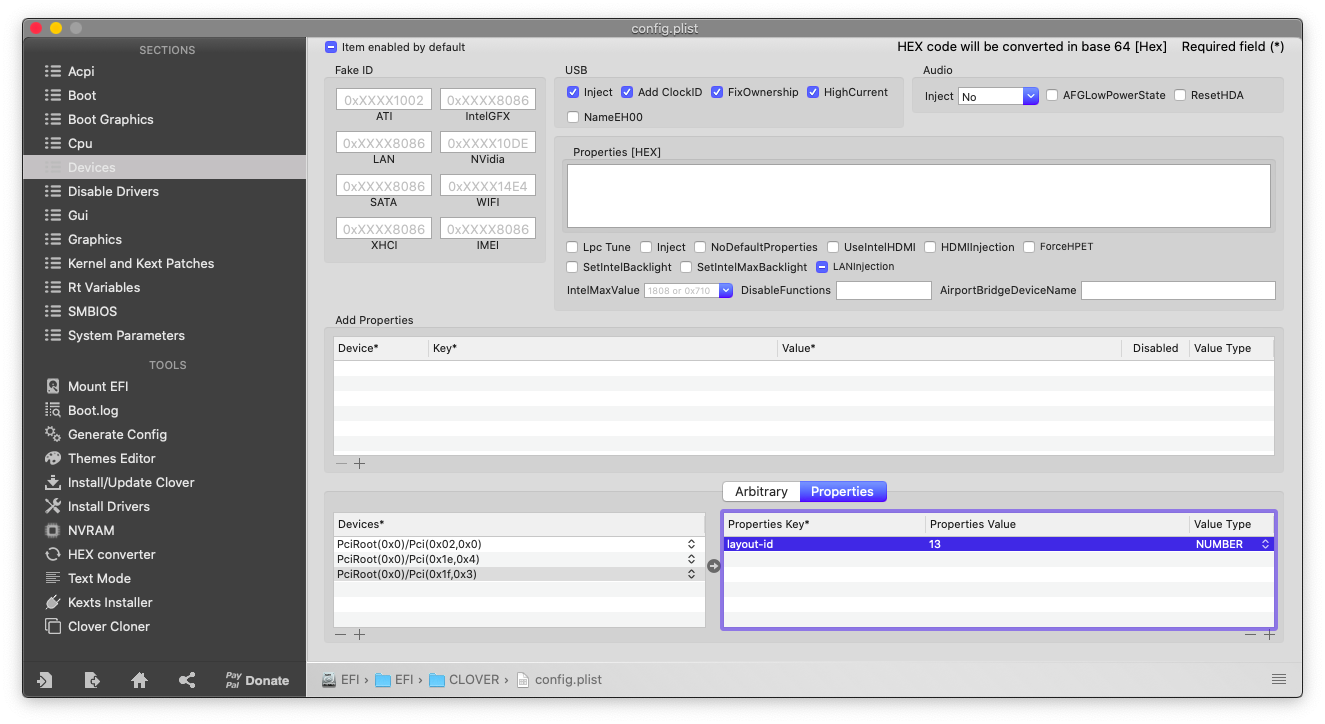 config.plist
SECTIONS
Acpi
Boot
Boot Graphics
Cpu
Devices
Disable Drivers
Gui
Graphics
Kernel and Kext Patches
Rt Variables
SMBIOS
System Parameters
TOOLS
Mount EFI
Boot.log
Generate Config
Themes Editor
Install/Update Clover
Install Drivers
NVRAM
HEX converter
Text Mode
Kexts Installer
Clover Cloner
Pay Pal Donate
Item enabled by default
HEX code will be converted in base 64 [Hex] Required field (*)
Fake ID
0xXXXX1002 0xXXXX8086
ATI IntelGFX
0xXXXX8086 0xXXXX10DE
LAN NVidia
0xXXXX8086 0xXXXX14E4
SATA WIFI
0xXXXX8086 0xXXXX8086
XHCI IMEI
USB
Inject Add ClockID FixOwnership HighCurrent
NameEH00
Audio
Inject No AFGLowPowerState ResetHDA
Properties [HEX]
Lpc Tune Inject NoDefaultProperties UseIntelHDMI HDMIInjection ForceHPET
SetIntelBacklight SetIntelMaxBacklight LANInjection
IntelMaxValue 1808 or 0x710 DisableFunctions AirportBridgeDeviceName
Add Properties
Device* Key* Value* Disabled Value Type
Arbitrary Properties
Devices*
PciRoot(0x0)/Pci(0x02,0x0)
PciRoot(0x0)/Pci(0x1e,0x4)
PciRoot(0x0)/Pci(0x1f,0x3)
Properties Key* Properties Value Value Type
layout-id 13 NUMBER
EFI › EFI › CLOVER › config.plist